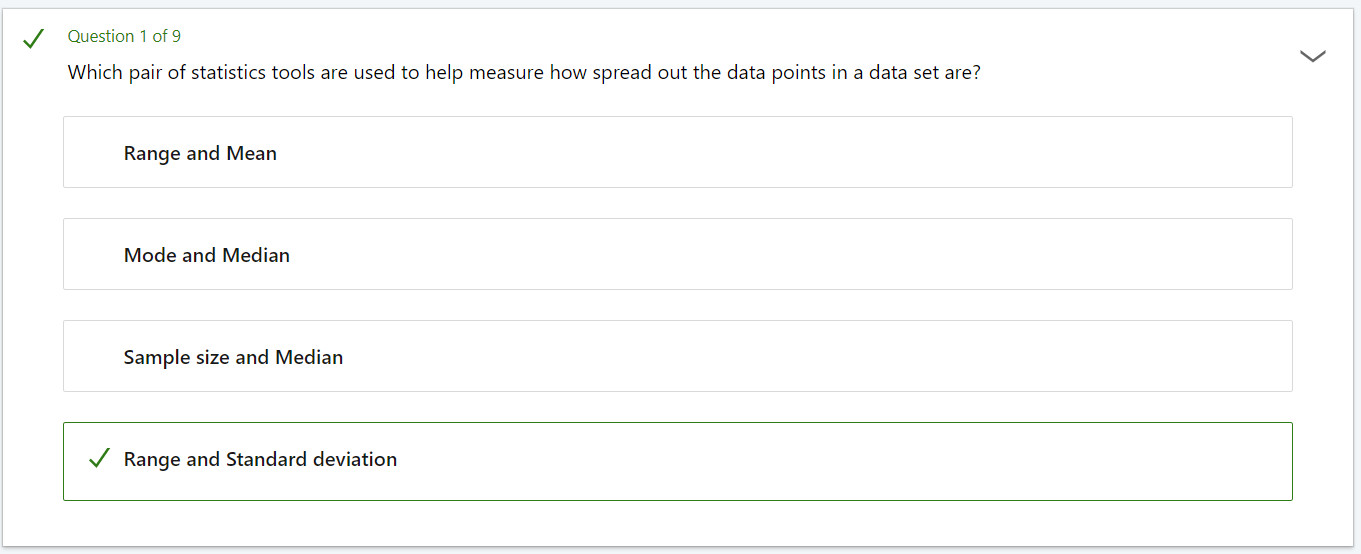 Question 1 of 9
Which pair of statistics tools are used to help measure how spread out the data points in a data set are?
Range and Mean
Mode and Median
Sample size and Median
Range and Standard deviation